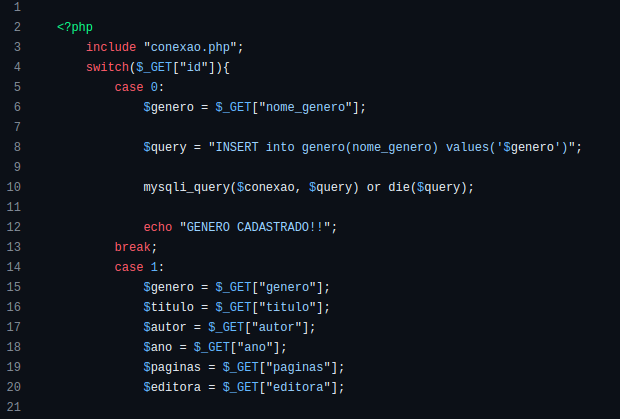 1
2 <?php
3 include "conexao.php";
4 switch($_GET["id"]){
5 case 0:
6 $genero = $_GET["nome_genero"];
7
8 $query = "INSERT into genero(nome_genero) values('$genero')";
9
10 mysqli_query($conexao, $query) or die($query);
11
12 echo "GENERO CADASTRADO!!";
13 break;
14 case 1:
15 $genero = $_GET["genero"];
16 $titulo = $_GET["titulo"];
17 $autor = $_GET["autor"];
18 $ano = $_GET["ano"];
19 $paginas = $_GET["paginas"];
20 $editora = $_GET["editora"];
21